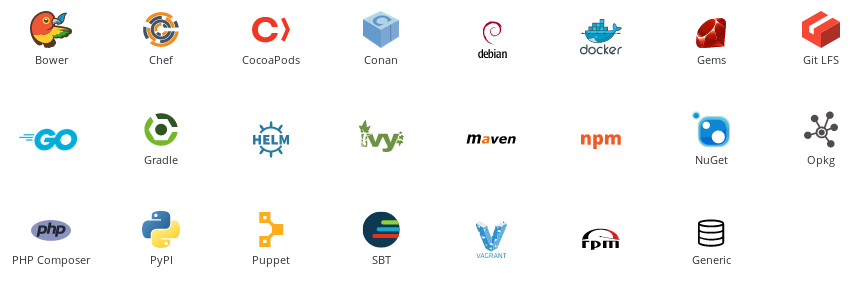 Bower
Chef
CocoaPods
Conan
debian
docker
Gems
Git LFS
GO
Gradle
HELM
ivy
maven
npm
NuGet
Opkg
php
PHP Composer
PyPI
Puppet
SBT
VAGRANT
rpm
Generic